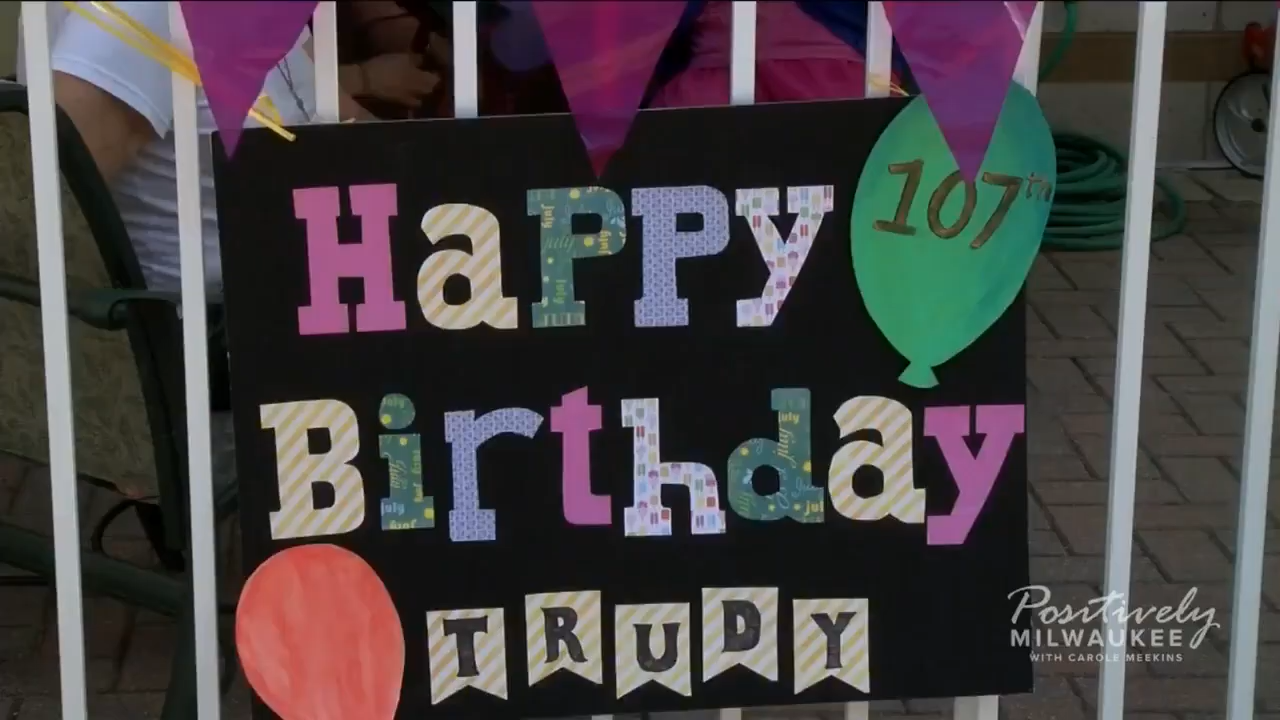 107th
Happy
Birthday
TRUDY
Positively
MILWAUKEE
WITH CAROLE MEEKINS